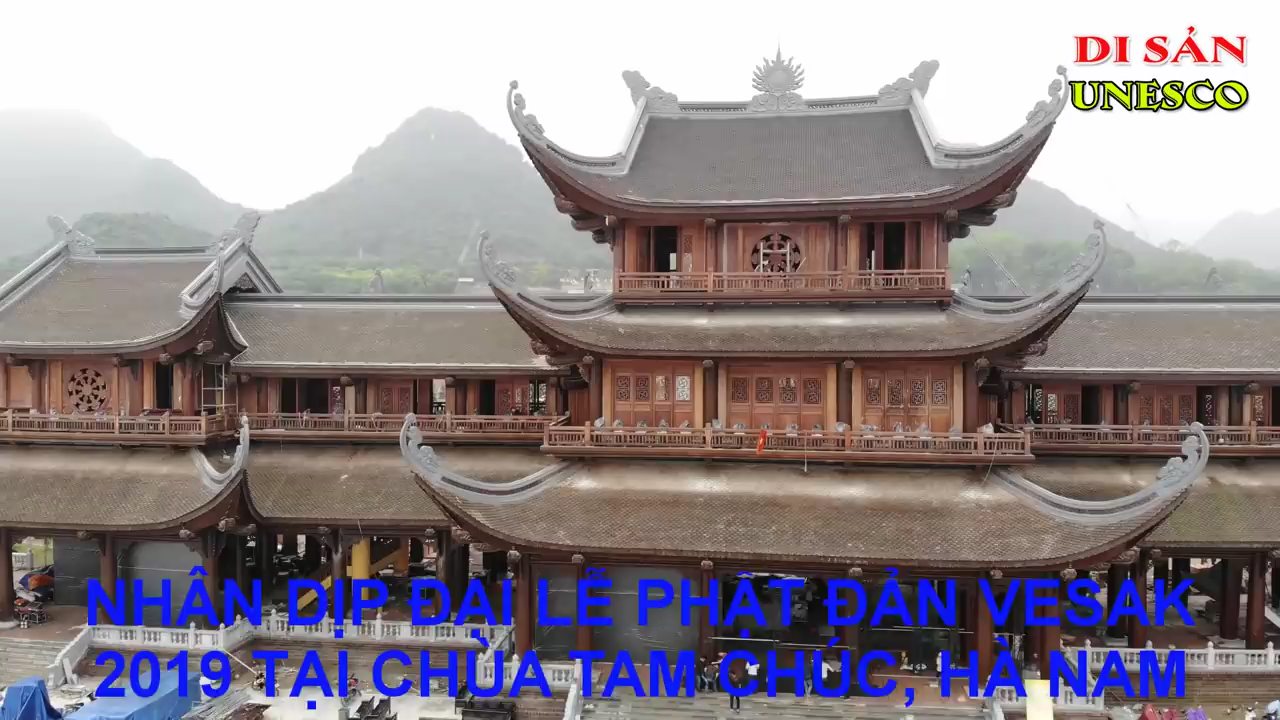 DI SẢN
UNESCO
NHÂN DỊP ĐẠI LỄ PHẬT ĐẢN VESAK
2019 TẠI CHÙA TAM CHÚC, HÀ NAM